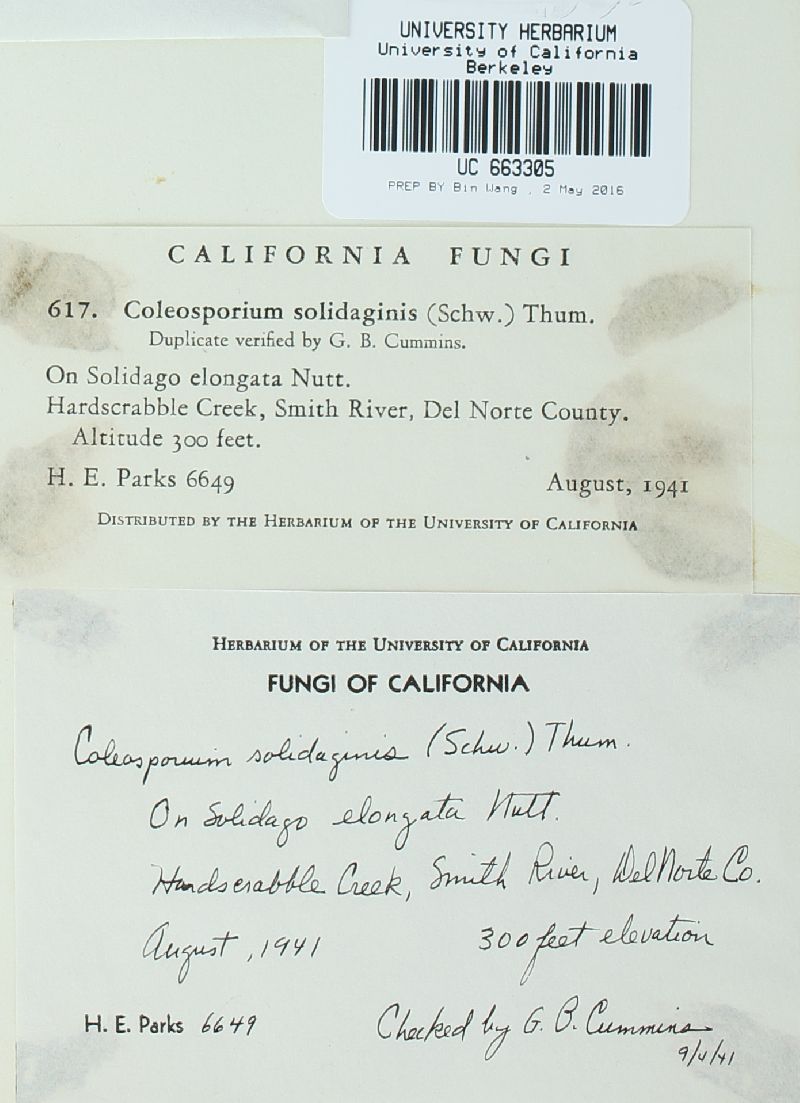 UNIVERSITY HERBARIUM
University of California
Berkeley
UC 663305
PREP BY Bin Wang , 2 May 2016
CALIFORNIA FUNGI
617. Coleosporium solidaginis (Schw.) Thum.
Duplicate verified by G. B. Cummins.
On Solidago elongata Nutt.
Hardscrabble Creek, Smith River, Del Norte County.
Altitude 300 feet.
H. E. Parks 6649 August, 1941
DISTRIBUTED BY THE HERBARIUM OF THE UNIVERSITY OF CALIFORNIA
HERBARIUM OF THE UNIVERSITY OF CALIFORNIA
FUNGI OF CALIFORNIA
Coleosporium solidaginis (Schw.) Thum.
On Solidago elongata Nutt.
Hardscrabble Creek, Smith River, Del Norte Co.
August, 1941 300 feet elevation
H. E. Parks 6649 Checked by G. B. Cummins
9/4/41